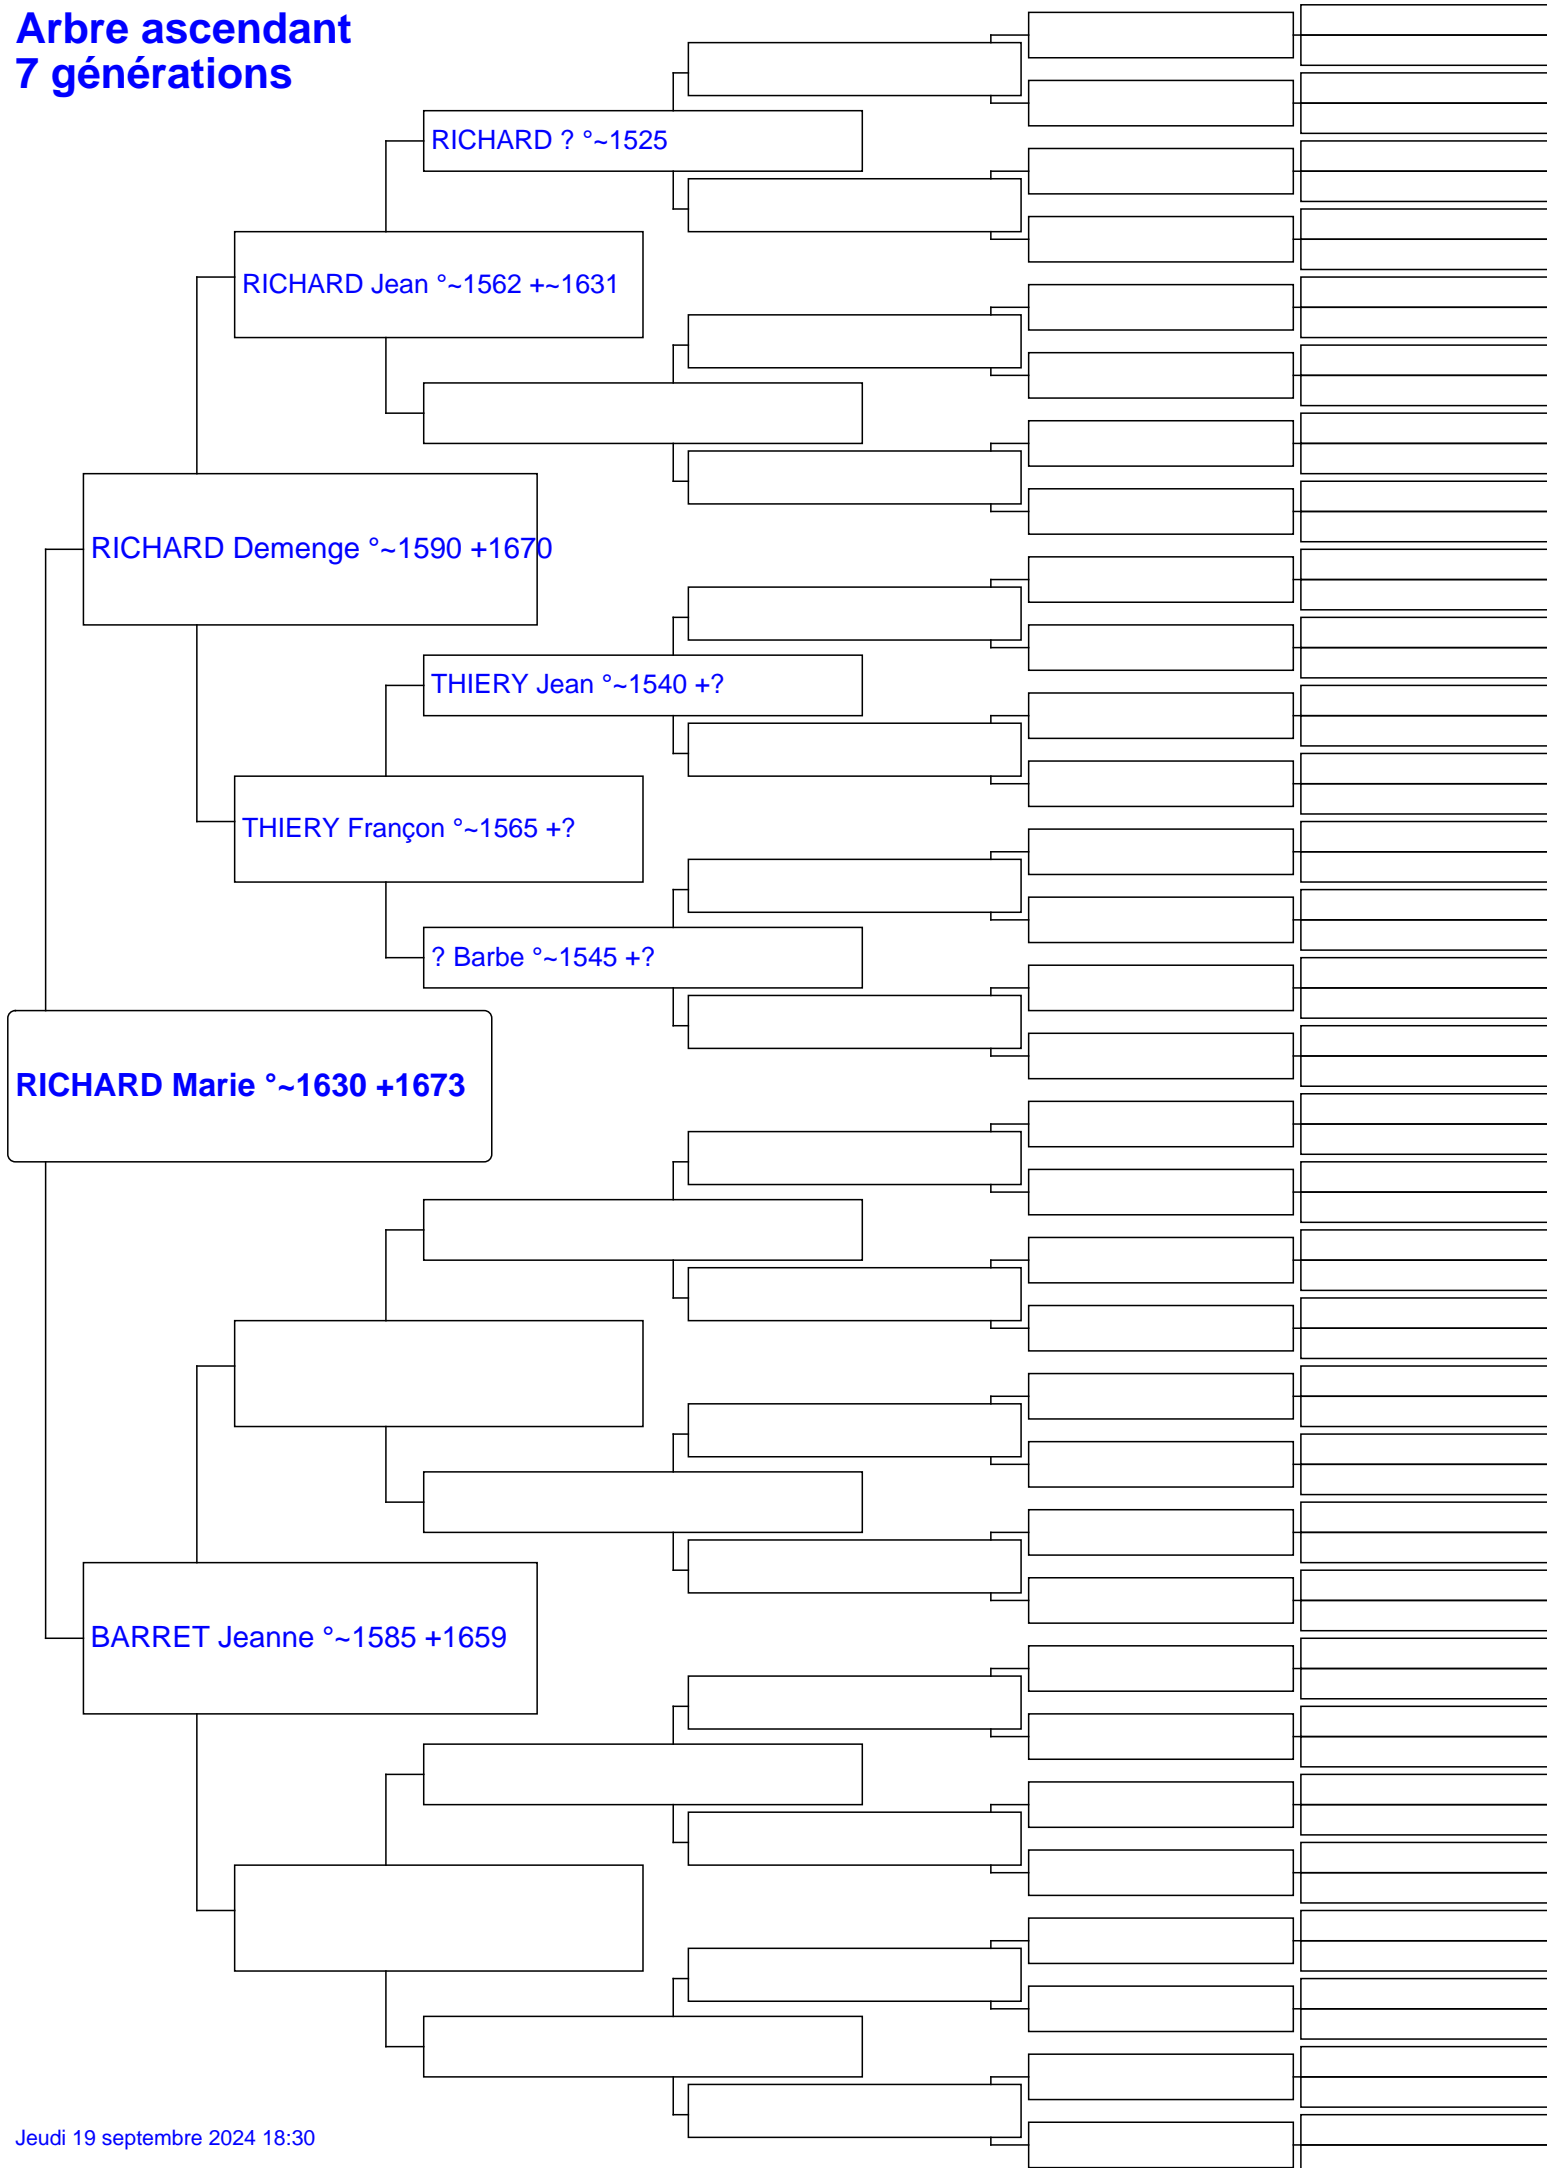 Arbre ascendant
7 générations
RICHARD ? °~1525
RICHARD Jean °~1562 +~1631
RICHARD Demenge °~1590 +1670
THIERY Jean °~1540 +?
THIERY Françon °~1565 +?
? Barbe °~1545 +?
RICHARD Marie °~1630 +1673
BARRET Jeanne °~1585 +1659
Jeudi 19 septembre 2024 18:30